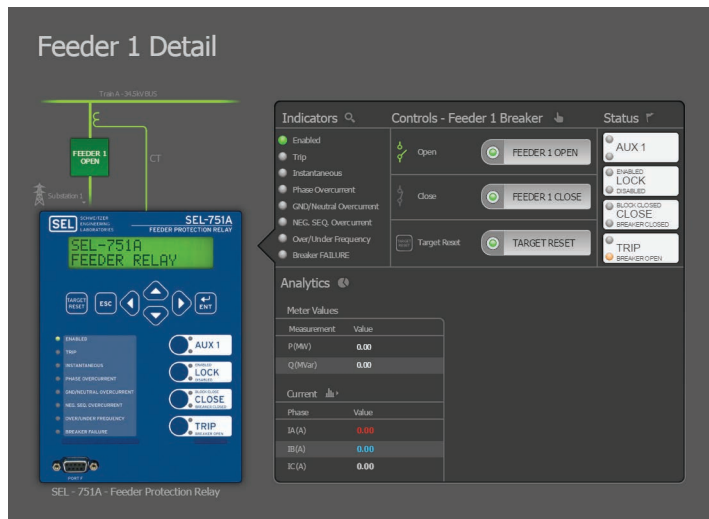 Feeder 1 Detail
Train A - 34.5kV BUS
FEEDER 1
OPEN
CT
Substation 1
SEL
SCHWEITZER
ENGINEERING
LABORATORIES
SEL-751A
FEEDER PROTECTION RELAY
SEL-751A
FEEDER RELAY
TARGET
RESET
ESC
ENT
ENABLED
TRIP
INSTANTANEOUS
PHASE OVERCURRENT
GND/NEUTRAL OVERCURRENT
NEG. SEQ. OVERCURRENT
OVER/UNDER FREQUENCY
BREAKER FAILURE
AUX 1
ENABLED
LOCK
DISABLED
BLOCK CLOSE
CLOSE
BREAKER CLOSED
TRIP
BREAKER OPEN
PORT F
SEL - 751A - Feeder Protection Relay
Indicators
Enabled
Trip
Instantaneous
Phase Overcurrent
GND/Neutral Overcurrent
NEG. SEQ. Overcurrent
Over/Under Frequency
Breaker FAILURE
Controls - Feeder 1 Breaker
Open
FEEDER 1 OPEN
Close
FEEDER 1 CLOSE
TARGET
RESET
Target Reset
TARGET RESET
Status
AUX 1
ENABLED
LOCK
DISABLED
BLOCK CLOSED
CLOSE
BREAKER CLOSED
TRIP
BREAKER OPEN
Analytics
Meter Values
Measurement Value
P(MW) 0.00
Q(MVar) 0.00
Current
Phase Value
IA(A) 0.00
IB(A) 0.00
IC(A) 0.00